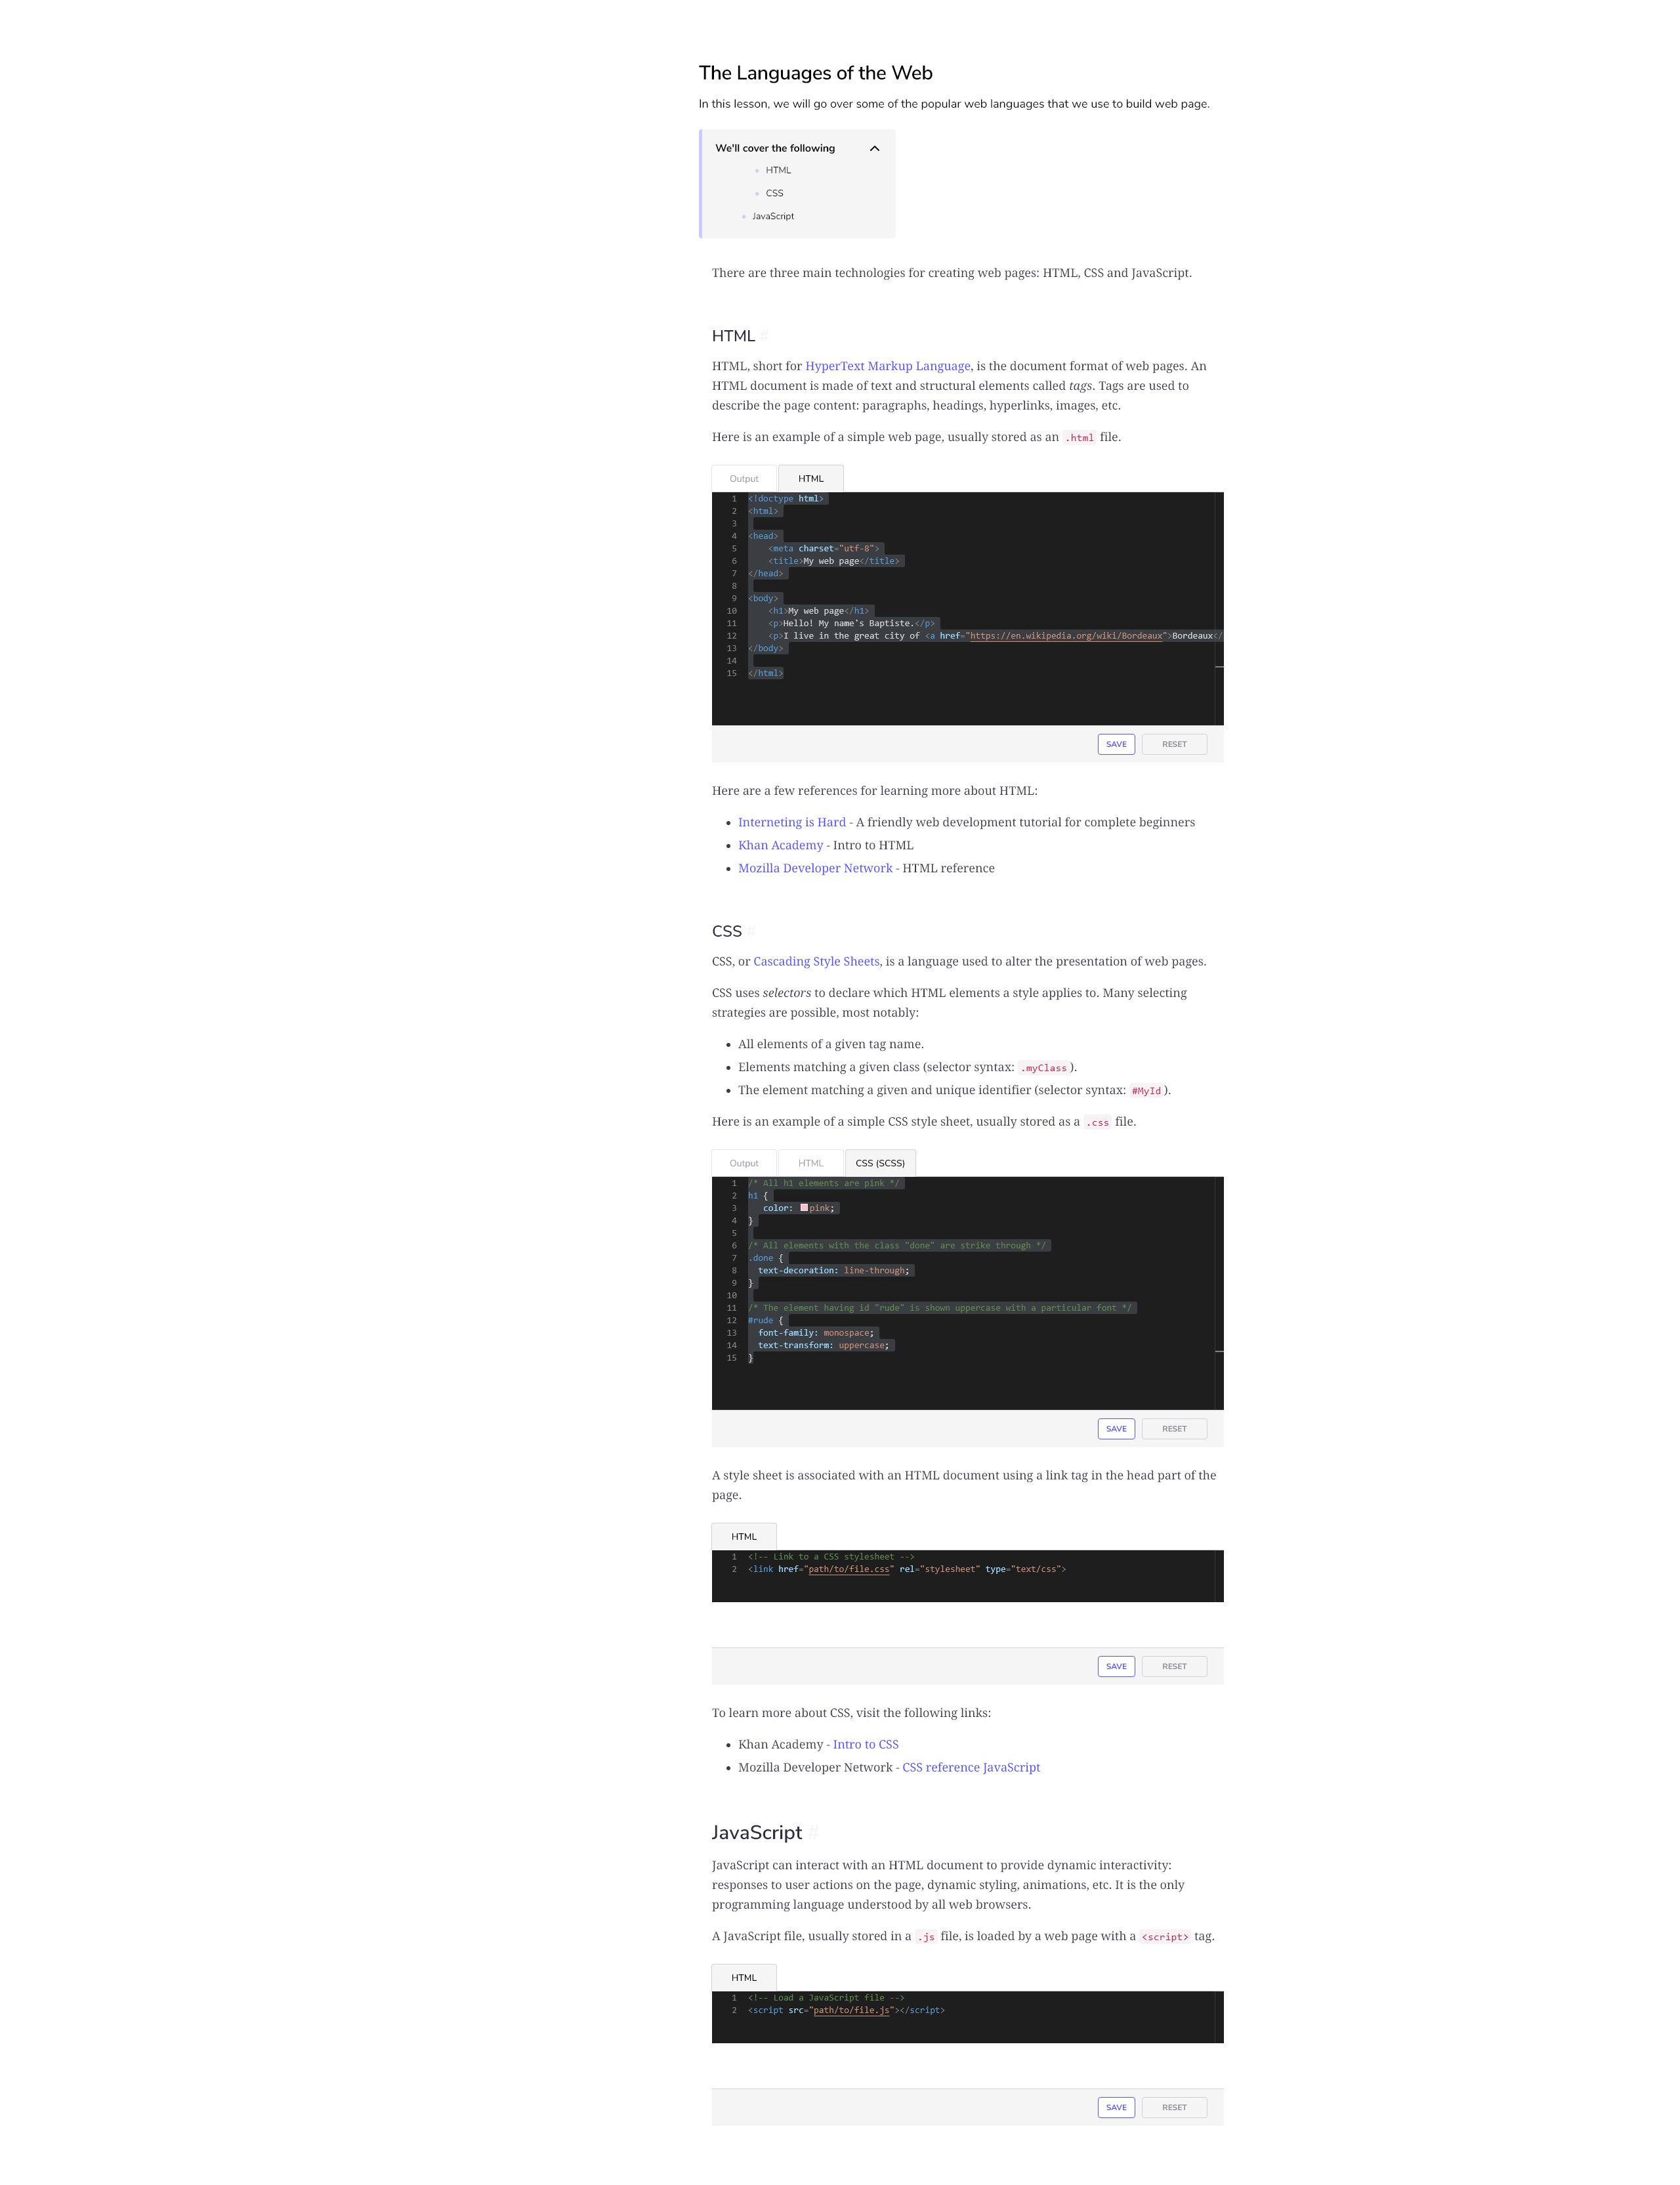 The Languages of the Web
In this lesson, we will go over some of the popular web languages that we use to build web page.
We'll cover the following
HTML
CSS
JavaScript
There are three main technologies for creating web pages: HTML, CSS and JavaScript.
HTML #
HTML, short for HyperText Markup Language, is the document format of web pages. An
HTML document is made of text and structural elements called tags. Tags are used to
describe the page content: paragraphs, headings, hyperlinks, images, etc.
Here is an example of a simple web page, usually stored as an .html file.
Output HTML
1 <!doctype html>
2 <html>
3
4 <head>
5     <meta charset="utf-8">
6     <title>My web page</title>
7 </head>
8
9 <body>
10     <h1>My web page</h1>
11     <p>Hello! My name's Baptiste.</p>
12     <p>I live in the great city of <a href="https://en.wikipedia.org/wiki/Bordeaux">Bordeaux</
13 </body>
14
15 </html>
SAVE RESET
Here are a few references for learning more about HTML:
• Interneting is Hard - A friendly web development tutorial for complete beginners
• Khan Academy - Intro to HTML
• Mozilla Developer Network - HTML reference
CSS #
CSS, or Cascading Style Sheets, is a language used to alter the presentation of web pages.
CSS uses selectors to declare which HTML elements a style applies to. Many selecting
strategies are possible, most notably:
• All elements of a given tag name.
• Elements matching a given class (selector syntax: .myClass).
• The element matching a given and unique identifier (selector syntax: #MyId).
Here is an example of a simple CSS style sheet, usually stored as a .css file.
Output HTML CSS (SCSS)
1 /* All h1 elements are pink */
2 h1 {
3    color: pink;
4 }
5
6 /* All elements with the class "done" are strike through */
7 .done {
8   text-decoration: line-through;
9 }
10
11 /* The element having id "rude" is shown uppercase with a particular font */
12 #rude {
13   font-family: monospace;
14   text-transform: uppercase;
15 }
SAVE RESET
A style sheet is associated with an HTML document using a link tag in the head part of the
page.
HTML
1 <!-- Link to a CSS stylesheet -->
2 <link href="path/to/file.css" rel="stylesheet" type="text/css">
SAVE RESET
To learn more about CSS, visit the following links:
• Khan Academy - Intro to CSS
• Mozilla Developer Network - CSS reference JavaScript
JavaScript #
JavaScript can interact with an HTML document to provide dynamic interactivity:
responses to user actions on the page, dynamic styling, animations, etc. It is the only
programming language understood by all web browsers.
A JavaScript file, usually stored in a .js file, is loaded by a web page with a <script> tag.
HTML
1 <!-- Load a JavaScript file -->
2 <script src="path/to/file.js"></script>
SAVE RESET